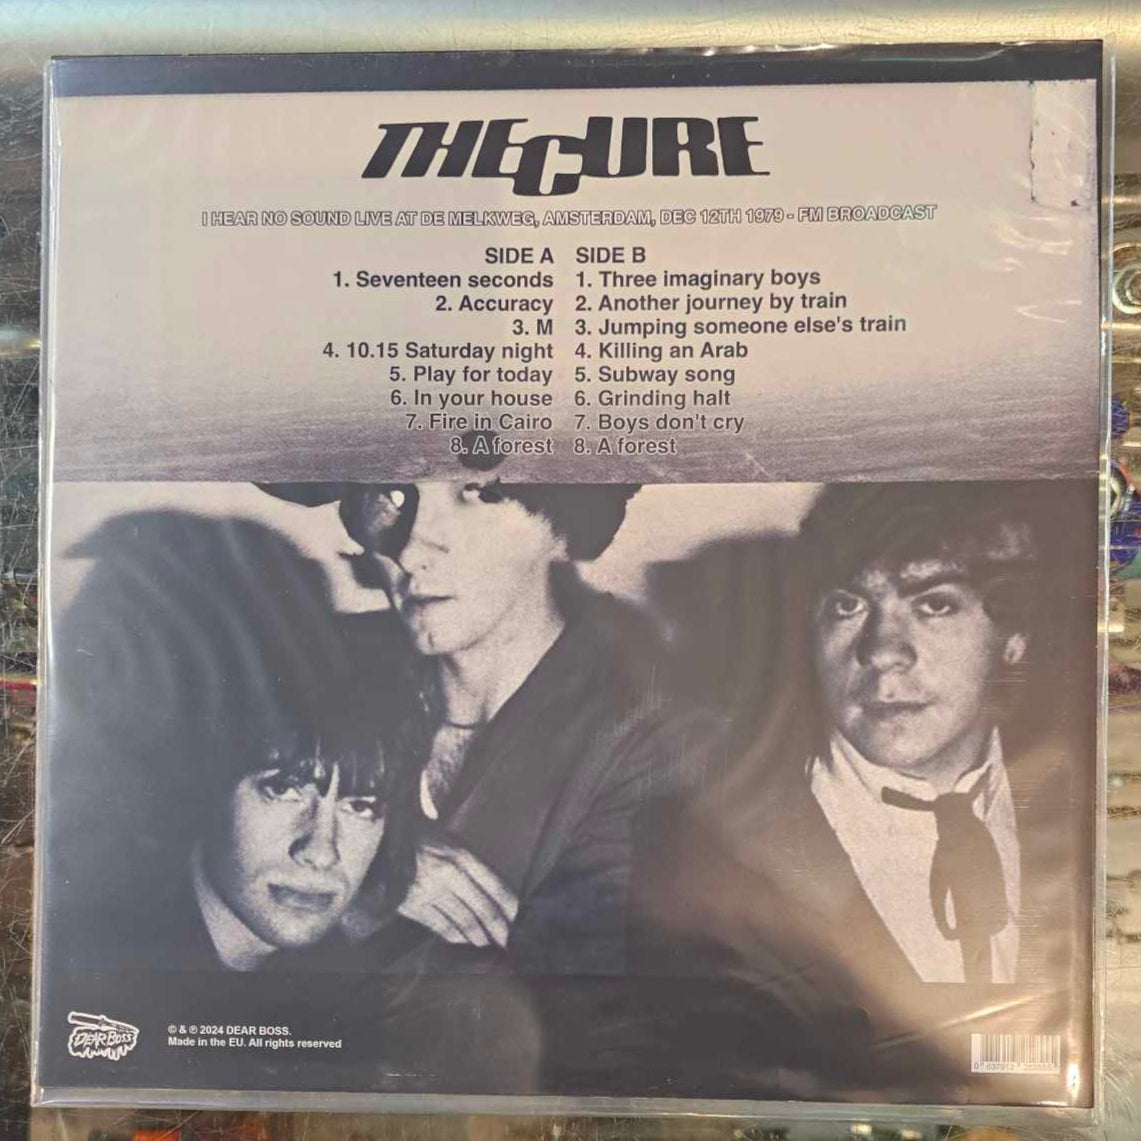 THE CURE
I HEAR NO SOUND LIVE AT DE MELKWEG, AMSTERDAM, DEC 12TH 1979 - FM BROADCAST
SIDE A
1. Seventeen seconds
2. Accuracy
3. M
4. 10.15 Saturday night
5. Play for today
6. In your house
7. Fire in Cairo
8. A forest
SIDE B
1. Three imaginary boys
2. Another journey by train
3. Jumping someone else's train
4. Killing an Arab
5. Subway song
6. Grinding halt
7. Boys don't cry
8. A forest
DEAR BOSS
© & ℗ 2024 DEAR BOSS.
Made in the EU. All rights reserved